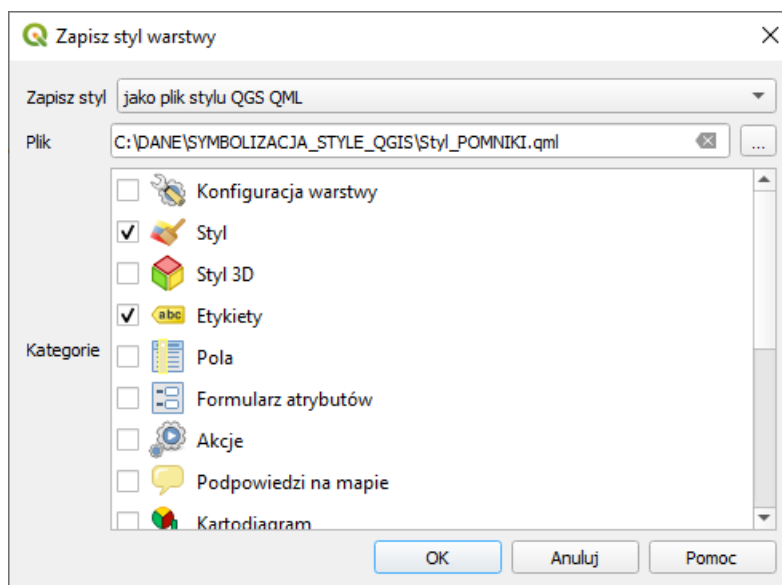 Zapisz styl warstwy
Zapisz styl jako plik stylu QGS QML
Plik C:\DANE\SYMBOLIZACJA_STYLE_QGIS\Styl_POMNIKI.qml ...
Konfiguracja warstwy
Styl
Styl 3D
abc Etykiety
Kategorie Pola
Formularz atrybutów
Akcje
Podpowiedzi na mapie
Kartodiagram
OK Anuluj Pomoc